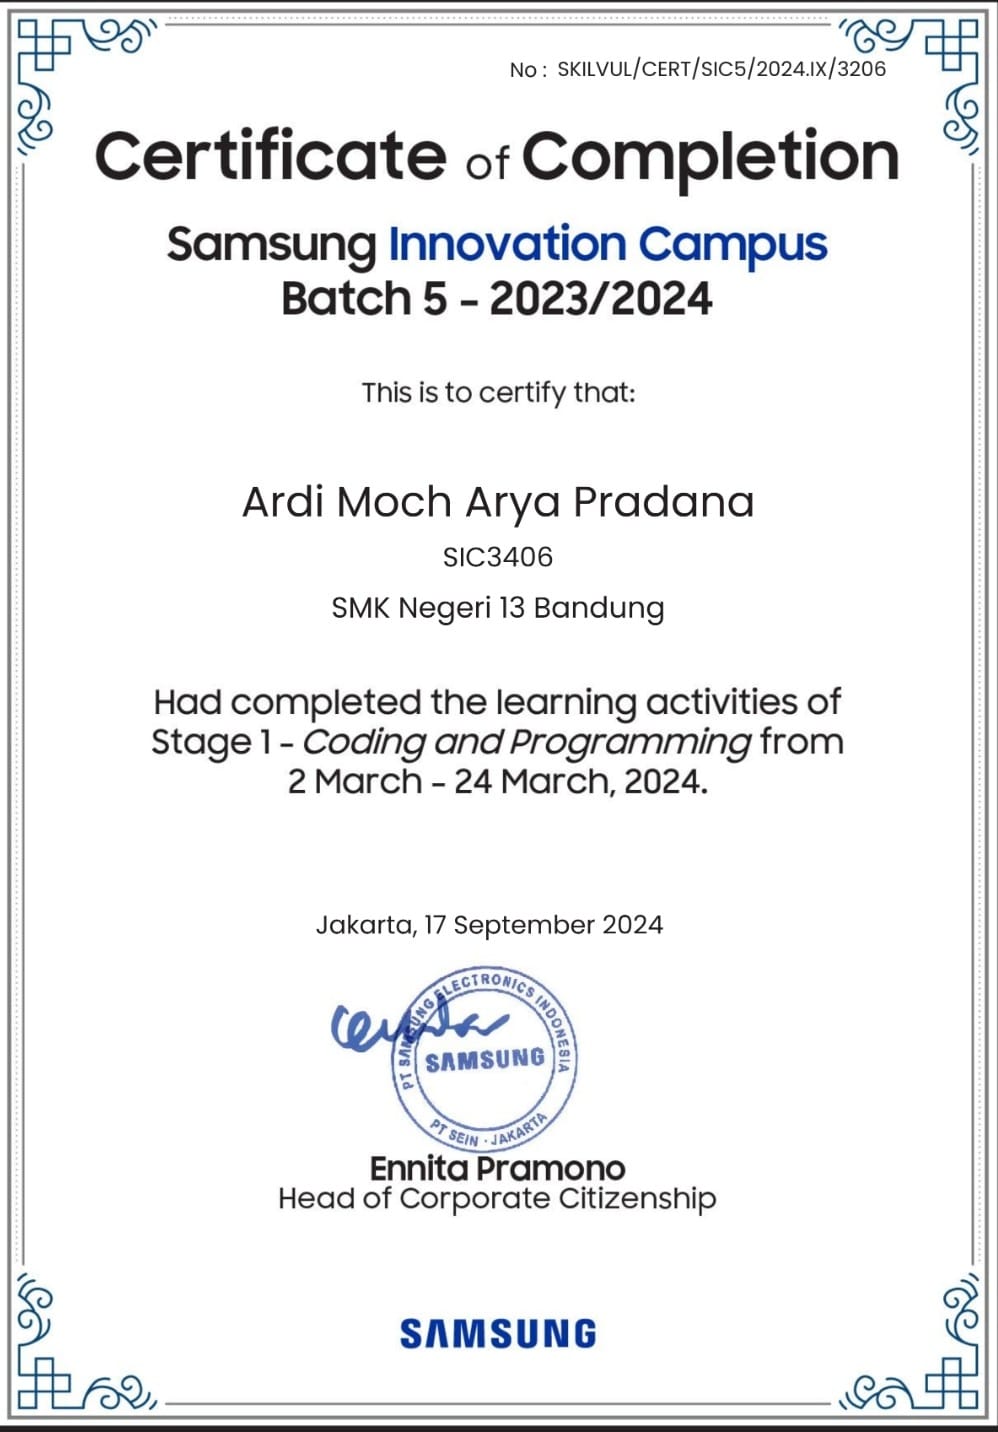 No : SKILVUL/CERT/SIC5/2024.IX/3206
Certificate of Completion
Samsung Innovation Campus
Batch 5 - 2023/2024
This is to certify that:
Ardi Moch Arya Pradana
SIC3406
SMK Negeri 13 Bandung
Had completed the learning activities of
Stage 1 - Coding and Programming from
2 March - 24 March, 2024.
Jakarta, 17 September 2024
PT SAMSUNG ELECTRONICS INDONESIA
SAMSUNG
PT SEIN · JAKARTA
Ennita Pramono
Head of Corporate Citizenship
SAMSUNG